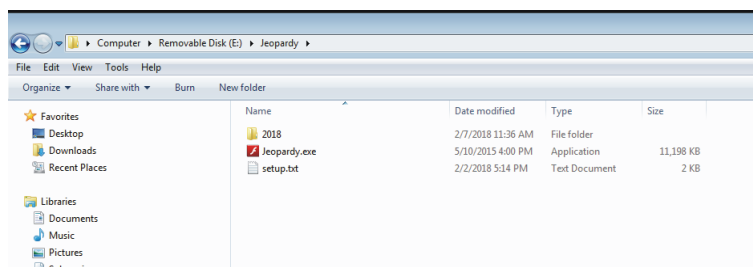 Computer ▸ Removable Disk (E:) ▸ Jeopardy ▸
File Edit View Tools Help
Organize ▾ Share with ▾ Burn New folder
Name Date modified Type Size
Favorites
Desktop
Downloads
Recent Places
Libraries
Documents
Music
Pictures
2018 2/7/2018 11:36 AM File folder
Jeopardy.exe 5/10/2015 4:00 PM Application 11,198 KB
setup.txt 2/2/2018 5:14 PM Text Document 2 KB